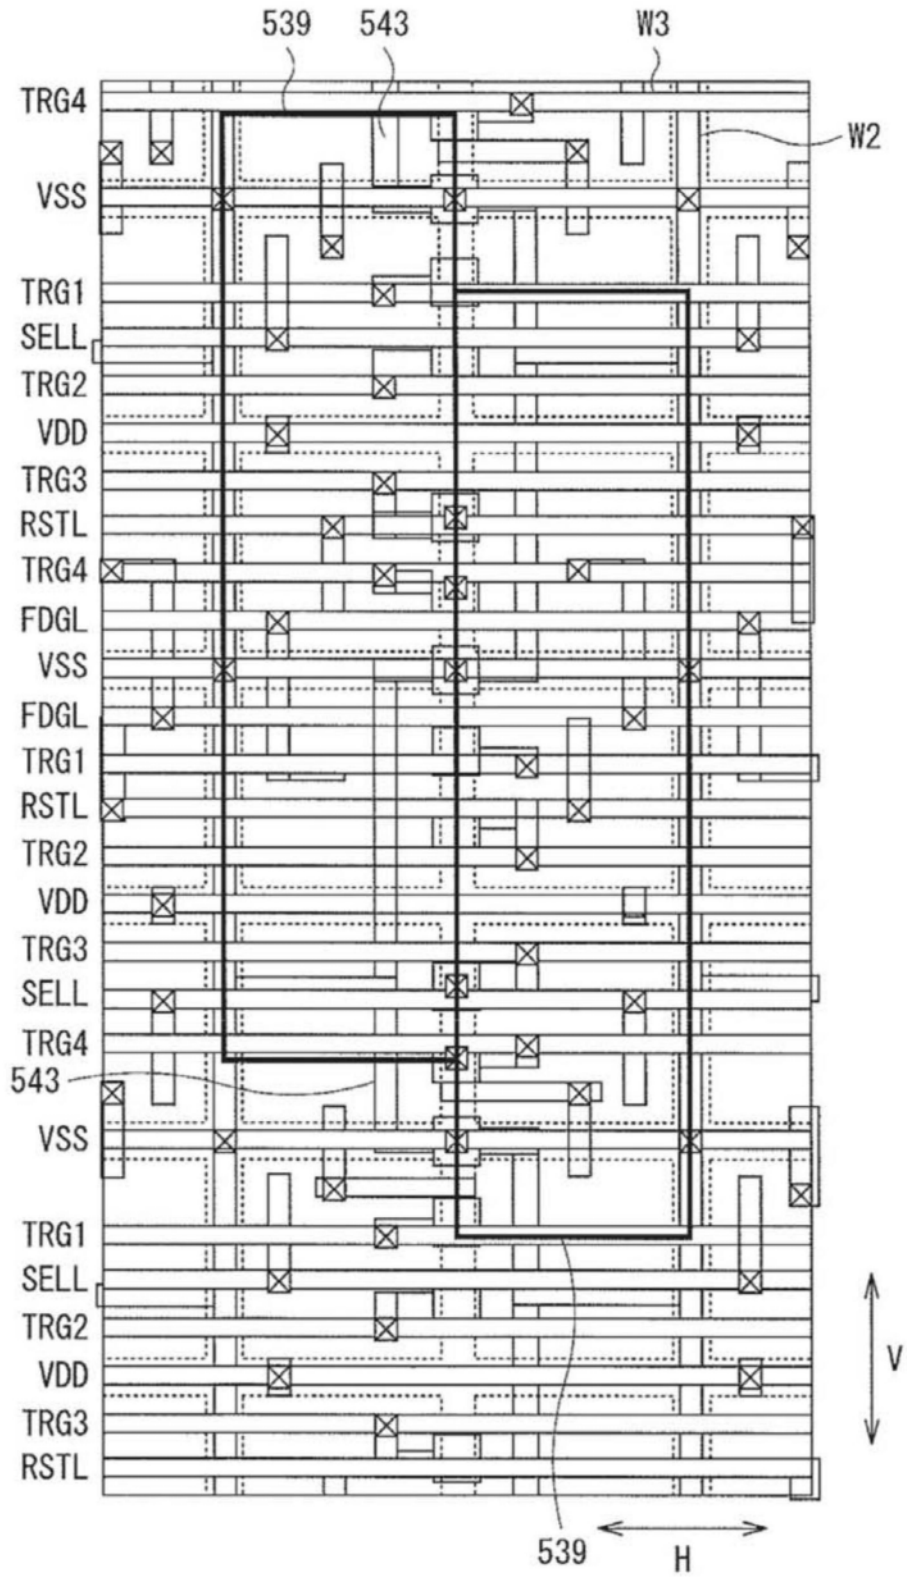 539 543 W3
TRG4
W2
VSS
TRG1
SELL
TRG2
VDD
TRG3
RSTL
TRG4
FDGL
VSS
FDGL
TRG1
RSTL
TRG2
VDD
TRG3
SELL
TRG4
543
VSS
TRG1
SELL
TRG2
V
VDD
TRG3
RSTL
539
H